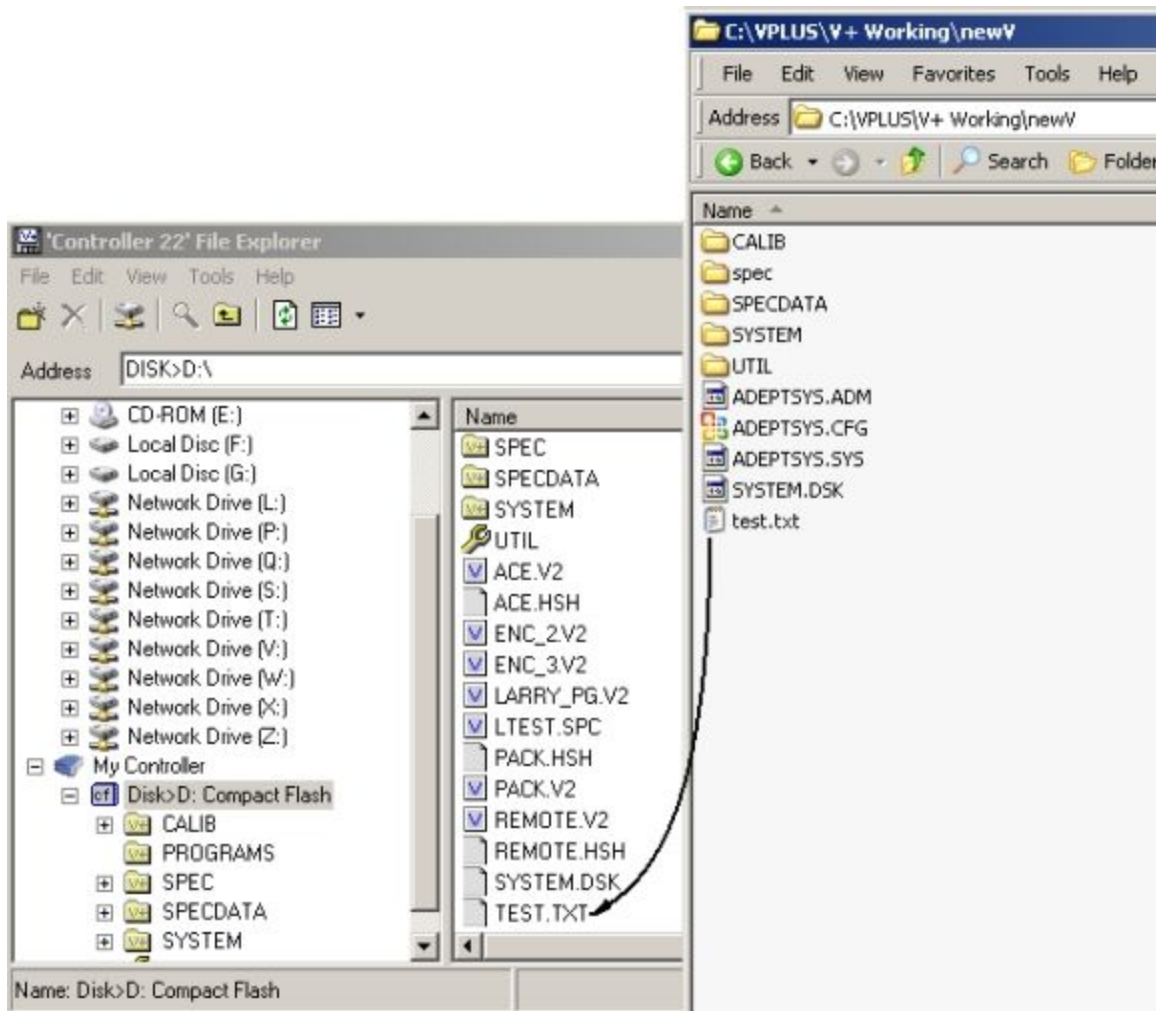 C:\VPLUS\V+ Working\newV
File Edit View Favorites Tools Help
Address C:\VPLUS\V+ Working\newV
Back Search Folder
Name
CALIB
spec
SPECDATA
SYSTEM
UTIL
ADEPTSYS.ADM
ADEPTSYS.CFG
ADEPTSYS.SYS
SYSTEM.DSK
test.txt
'Controller 22' File Explorer
File Edit View Tools Help
Address DISK>D:\
CD-ROM (E:)
Local Disc (F:)
Local Disc (G:)
Network Drive (L:)
Network Drive (P:)
Network Drive (Q:)
Network Drive (S:)
Network Drive (T:)
Network Drive (V:)
Network Drive (W:)
Network Drive (X:)
Network Drive (Z:)
My Controller
cf Disk>D: Compact Flash
CALIB
PROGRAMS
SPEC
SPECDATA
SYSTEM
Name
SPEC
SPECDATA
SYSTEM
UTIL
ACE.V2
ACE.HSH
ENC_2.V2
ENC_3.V2
LARRY_PG.V2
LTEST.SPC
PACK.HSH
PACK.V2
REMOTE.V2
REMOTE.HSH
SYSTEM.DSK
TEST.TXT
Name: Disk>D: Compact Flash